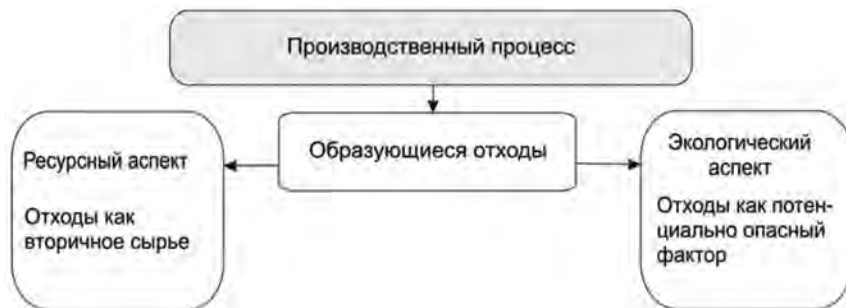 Производственный процесс
Образующиеся отходы
Ресурсный аспект
Отходы как
вторичное сырье
Экологический
аспект
Отходы как потен-
циально опасный
фактор